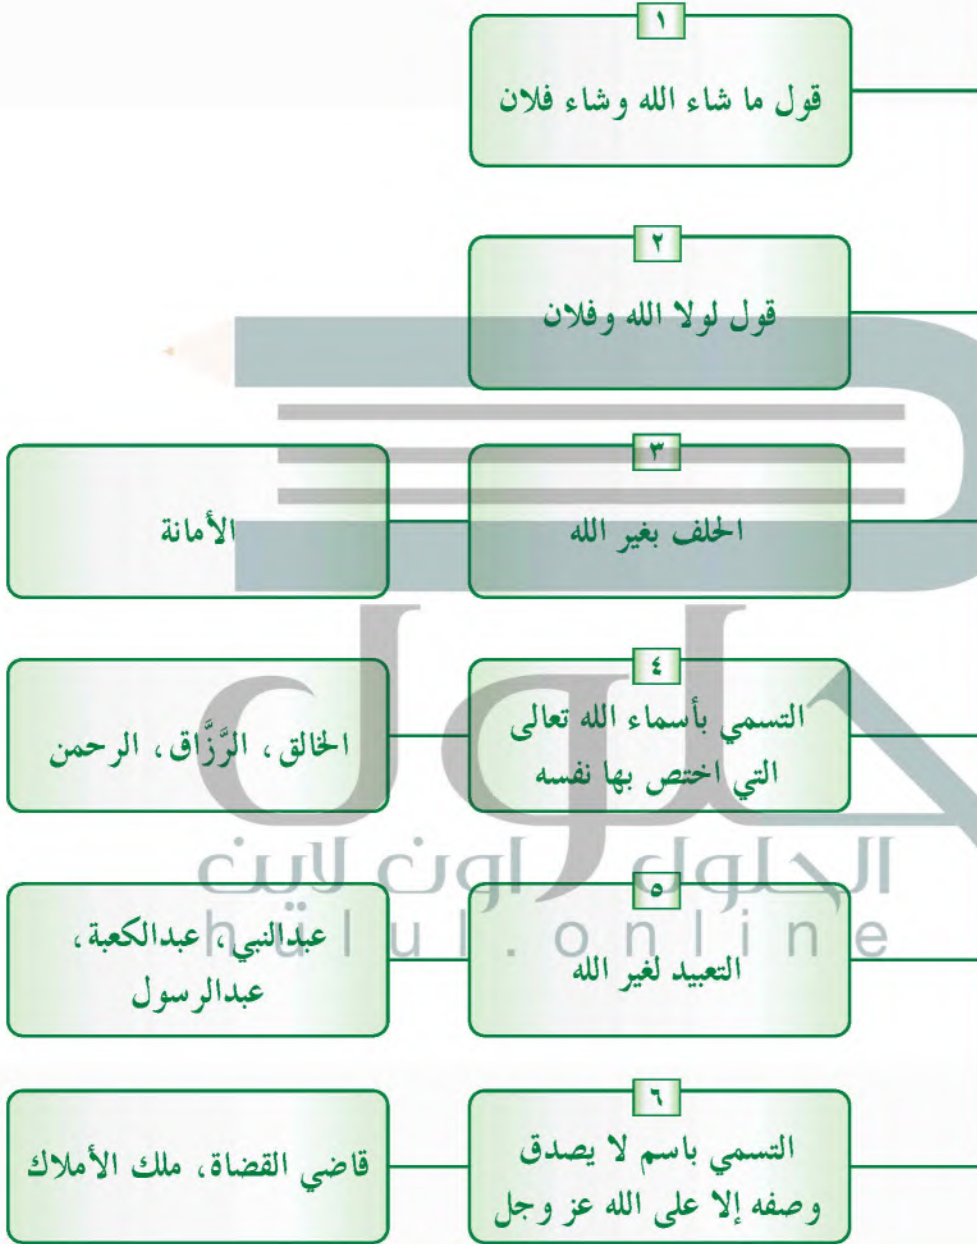 ١
قول ما شاء الله وشاء فلان
٢
قول لولا الله وفلان
٣
الحلف بغير الله
الأمانة
٤
التسمي بأسماء الله تعالى
التي اختص بها نفسه
الخالق، الرَّزَّاق، الرحمن
حلول
الحلول اون لاين
hulul.online
٥
التعبيد لغير الله
عبدالنبي، عبدالكعبة،
عبدالرسول
٦
التسمي باسم لا يصدق
وصفه إلا على الله عز وجل
قاضي القضاة، ملك الأملاك